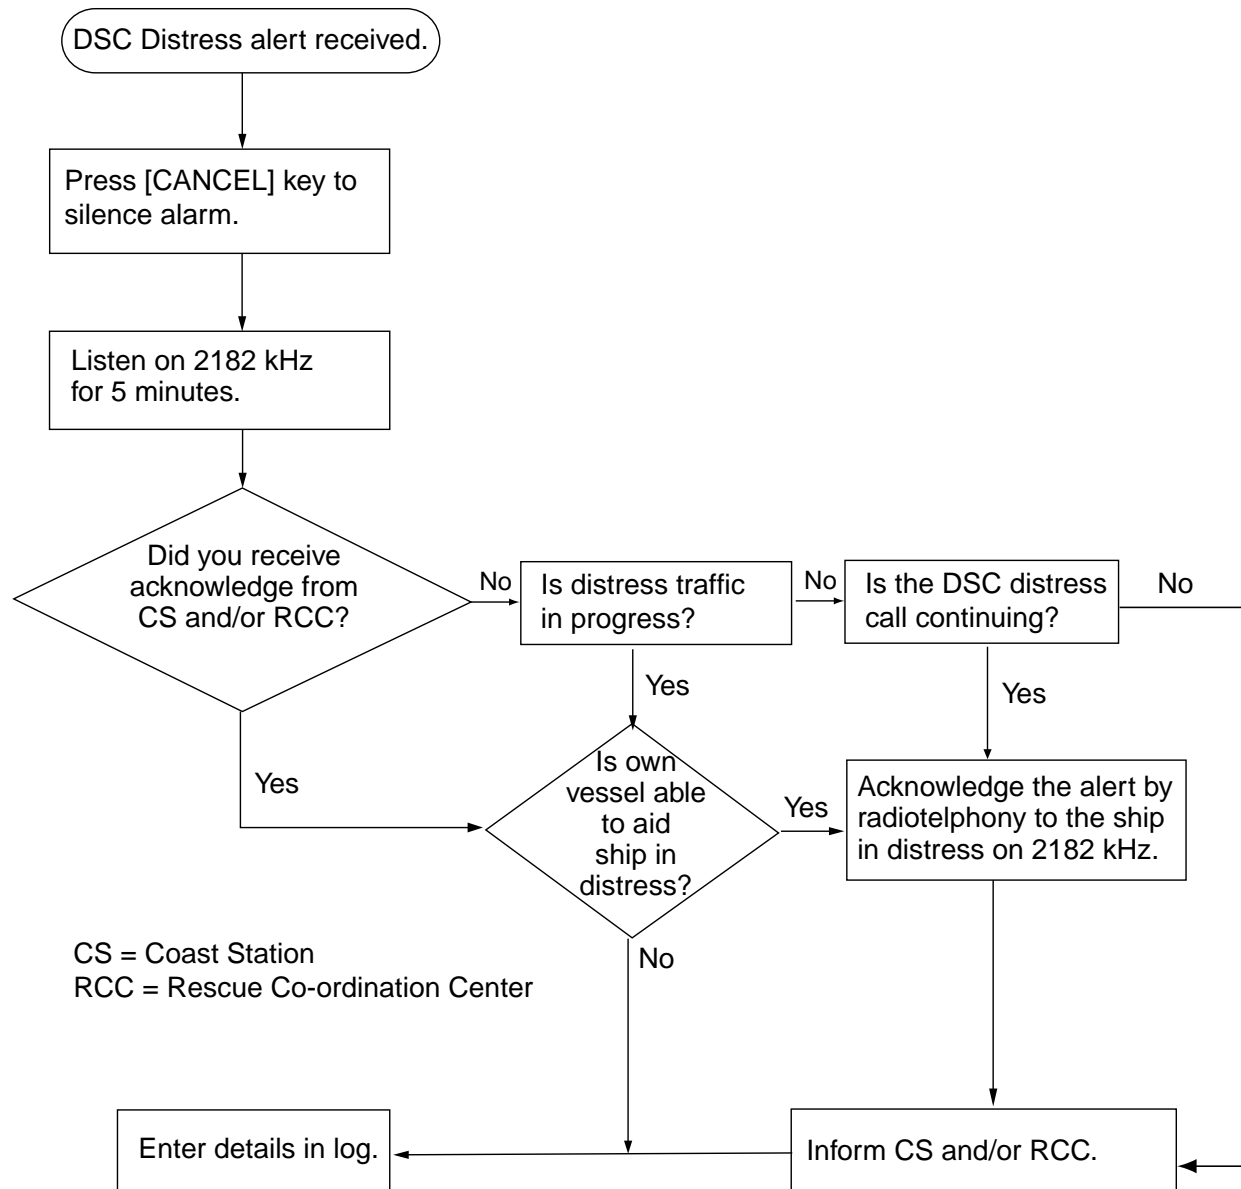 DSC Distress alert received.
Press [CANCEL] key to
silence alarm.
Listen on 2182 kHz
for 5 minutes.
Did you receive
acknowledge from
CS and/or RCC?
No
Is distress traffic
in progress?
No
Is the DSC distress
call continuing?
No
Yes
Yes
Yes
Is own
vessel able
to aid
ship in
distress?
Yes
Acknowledge the alert by
radiotelphony to the ship
in distress on 2182 kHz.
No
CS = Coast Station
RCC = Rescue Co-ordination Center
Enter details in log.
Inform CS and/or RCC.